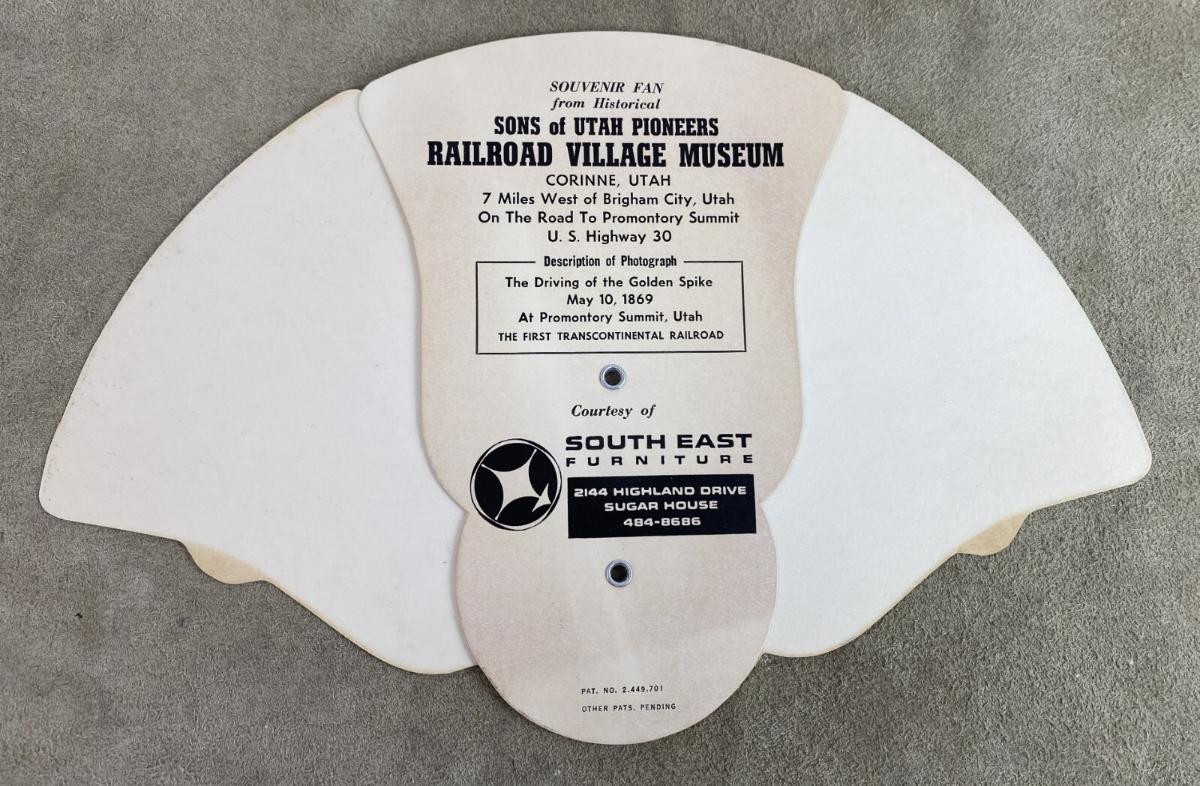 SOUVENIR FAN
from Historical
SONS of UTAH PIONEERS
RAILROAD VILLAGE MUSEUM
CORINNE, UTAH
7 Miles West of Brigham City, Utah
On The Road To Promontory Summit
U. S. Highway 30
Description of Photograph
The Driving of the Golden Spike
May 10, 1869
At Promontory Summit, Utah
THE FIRST TRANSCONTINENTAL RAILROAD
Courtesy of
SOUTH EAST
FURNITURE
2144 HIGHLAND DRIVE
SUGAR HOUSE
484-8686
PAT. NO. 2.449.701
OTHER PATS. PENDING